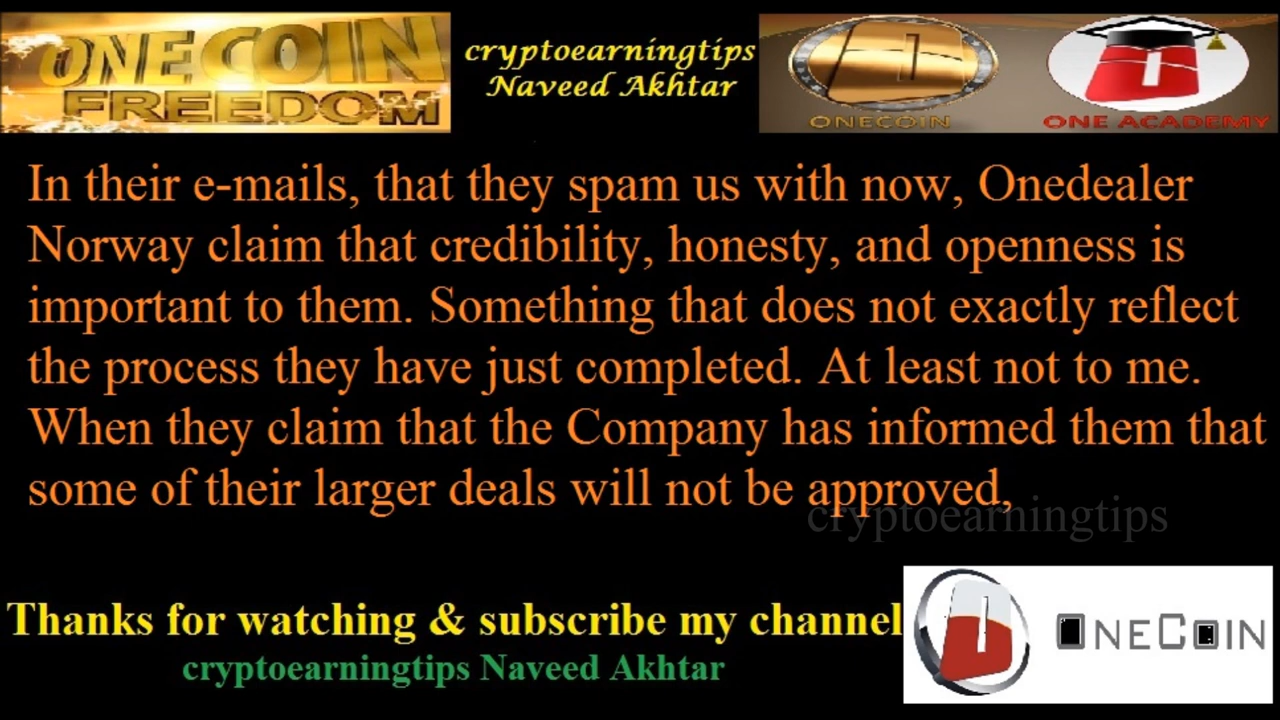 ONE COIN
FREEDOM
cryptoearningtips
Naveed Akhtar
ONECOIN
ONE ACADEMY
In their e-mails, that they spam us with now, Onedealer
Norway claim that credibility, honesty, and openness is
important to them. Something that does not exactly reflect
the process they have just completed. At least not to me.
When they claim that the Company has informed them that
some of their larger deals will not be approved,
cryptoearningtips
Thanks for watching & subscribe my channel
cryptoearningtips Naveed Akhtar
ONECOIN